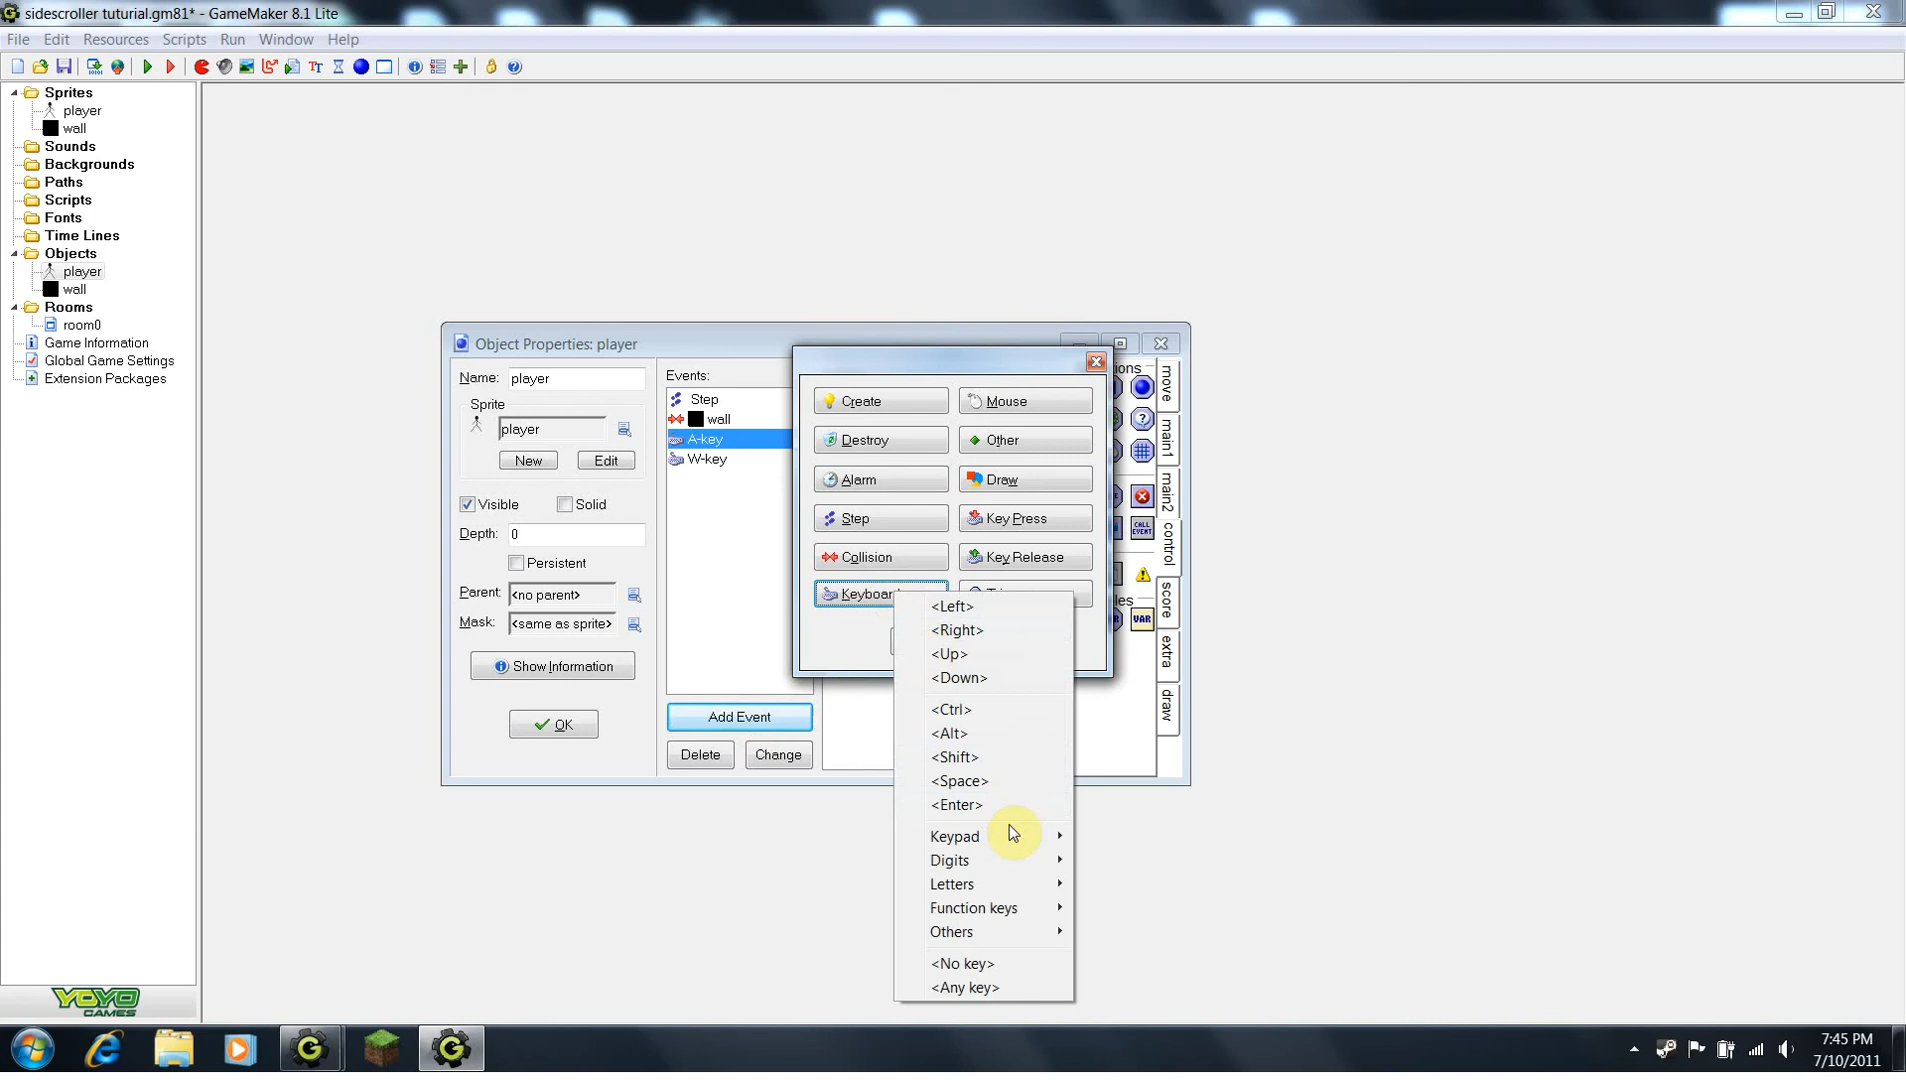 sidescroller tuturial.gm81* - GameMaker 8.1 Lite
File Edit Resources Scripts Run Window Help
Sprites
player
wall
Sounds
Backgrounds
Paths
Scripts
Fonts
Time Lines
Objects
player
wall
Rooms
room0
Game Information
Global Game Settings
Extension Packages
Object Properties: player
Name: player
Sprite
player
New Edit
Visible Solid
Depth: 0
Persistent
Parent: <no parent>
Mask: <same as sprite>
Show Information
OK
Events:
Step
wall
A-key
W-key
Add Event
Delete Change
Create Mouse
Destroy Other
Alarm Draw
Step Key Press
Collision Key Release
Keyboard
<Left>
<Right>
<Up>
<Down>
<Ctrl>
<Alt>
<Shift>
<Space>
<Enter>
Keypad
Digits
Letters
Function keys
Others
<No key>
<Any key>
move
main1
main2
control
score
extra
draw
CALL EVENT
VAR
YOYO GAMES
7:45 PM
7/10/2011